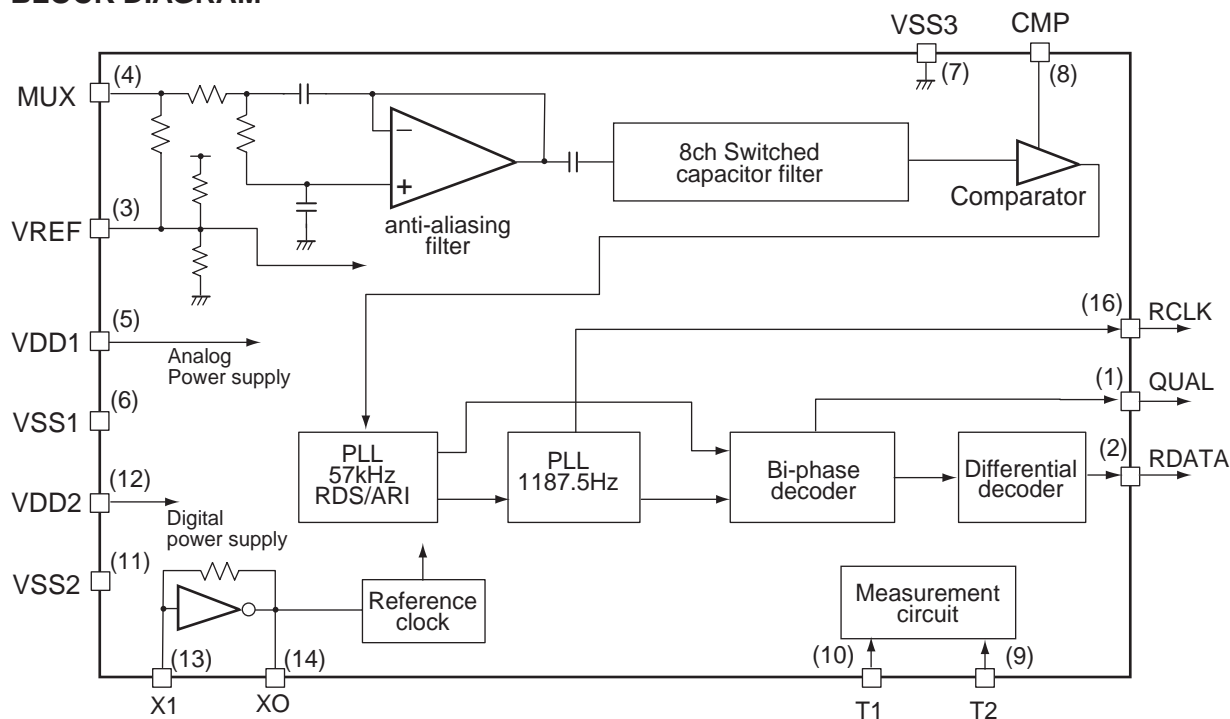 BLOCK DIAGRAM
VSS3
CMP
(7)
(8)
(4)
MUX
−
+
anti-aliasing
filter
8ch Switched
capacitor filter
Comparator
(3)
VREF
(16)
RCLK
(5)
VDD1
Analog
Power supply
(1)
QUAL
(6)
VSS1
PLL
57kHz
RDS/ARI
PLL
1187.5Hz
Bi-phase
decoder
Differential
decoder
(2)
RDATA
(12)
VDD2
Digital
power supply
(11)
VSS2
Reference
clock
Measurement
circuit
(13)
(14)
(10)
(9)
X1
XO
T1
T2